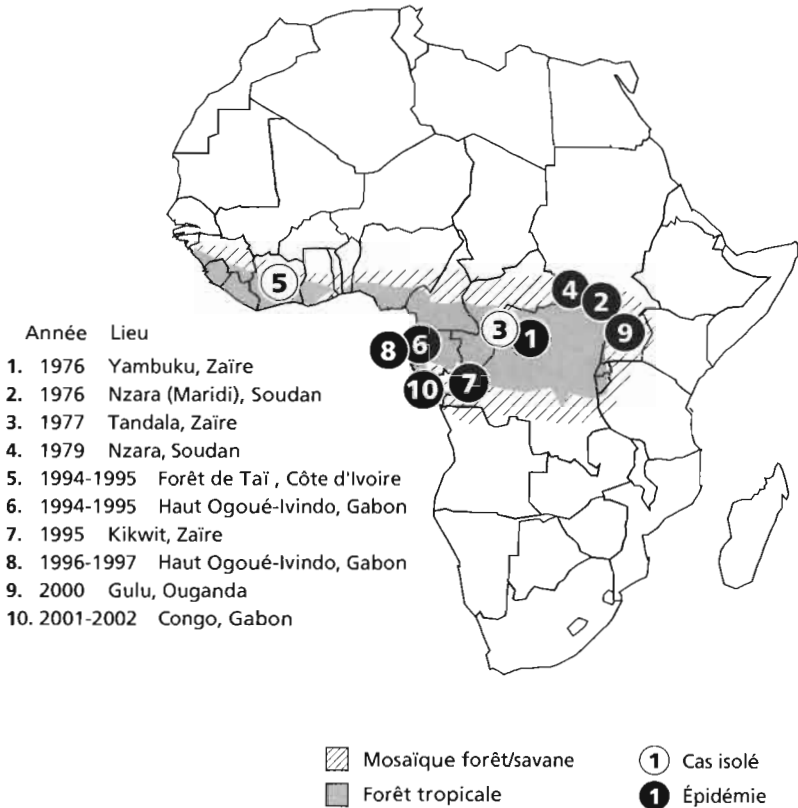 5
4
2
3
1
9
8
6
7
10
Année Lieu
1. 1976 Yambuku, Zaïre
2. 1976 Nzara (Maridi), Soudan
3. 1977 Tandala, Zaïre
4. 1979 Nzara, Soudan
5. 1994-1995 Forêt de Taï , Côte d'Ivoire
6. 1994-1995 Haut Ogoué-Ivindo, Gabon
7. 1995 Kikwit, Zaïre
8. 1996-1997 Haut Ogoué-Ivindo, Gabon
9. 2000 Gulu, Ouganda
10. 2001-2002 Congo, Gabon
Mosaïque forêt/savane
1 Cas isolé
Forêt tropicale
1 Épidémie